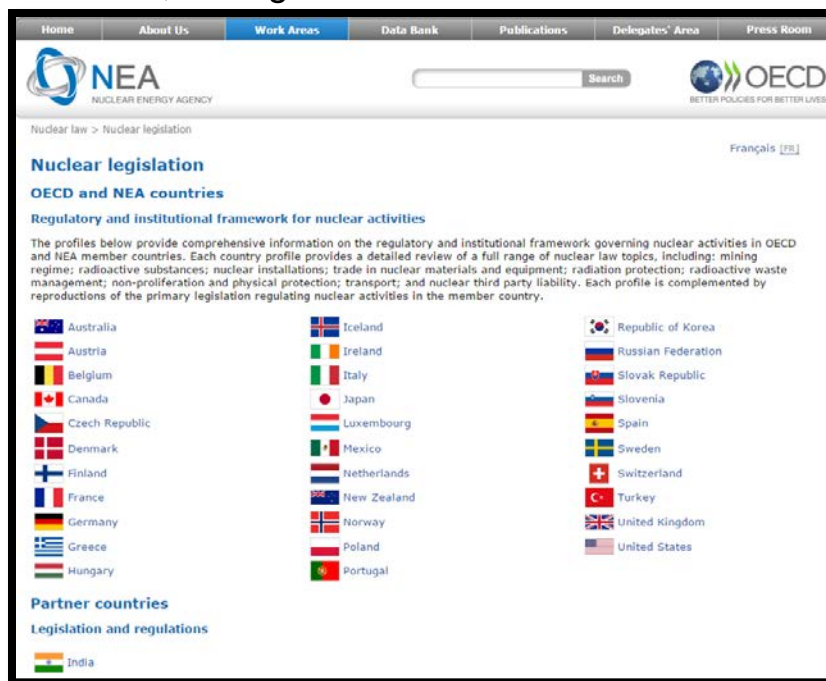 Home About Us Work Areas Data Bank Publications Delegates' Area Press Room
NEA
NUCLEAR ENERGY AGENCY
Search
OECD
BETTER POLICIES FOR BETTER LIVES
Nuclear law > Nuclear legislation
Français [FR]
Nuclear legislation
OECD and NEA countries
Regulatory and institutional framework for nuclear activities
The profiles below provide comprehensive information on the regulatory and institutional framework governing nuclear activities in OECD
and NEA member countries. Each country profile provides a detailed review of a full range of nuclear law topics, including: mining
regime; radioactive substances; nuclear installations; trade in nuclear materials and equipment; radiation protection; radioactive waste
management; non-proliferation and physical protection; transport; and nuclear third party liability. Each profile is complemented by
reproductions of the primary legislation regulating nuclear activities in the member country.
Australia
Austria
Belgium
Canada
Czech Republic
Denmark
Finland
France
Germany
Greece
Hungary
Iceland
Ireland
Italy
Japan
Luxembourg
Mexico
Netherlands
New Zealand
Norway
Poland
Portugal
Republic of Korea
Russian Federation
Slovak Republic
Slovenia
Spain
Sweden
Switzerland
Turkey
United Kingdom
United States
Partner countries
Legislation and regulations
India